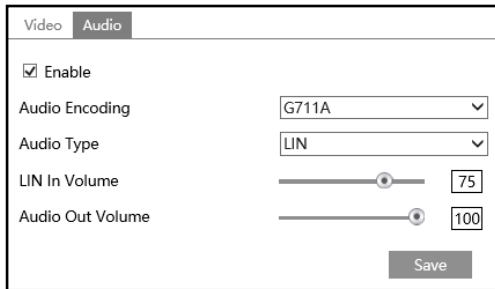 Video Audio
Enable
Audio Encoding G711A
Audio Type LIN
LIN In Volume 75
Audio Out Volume 100
Save